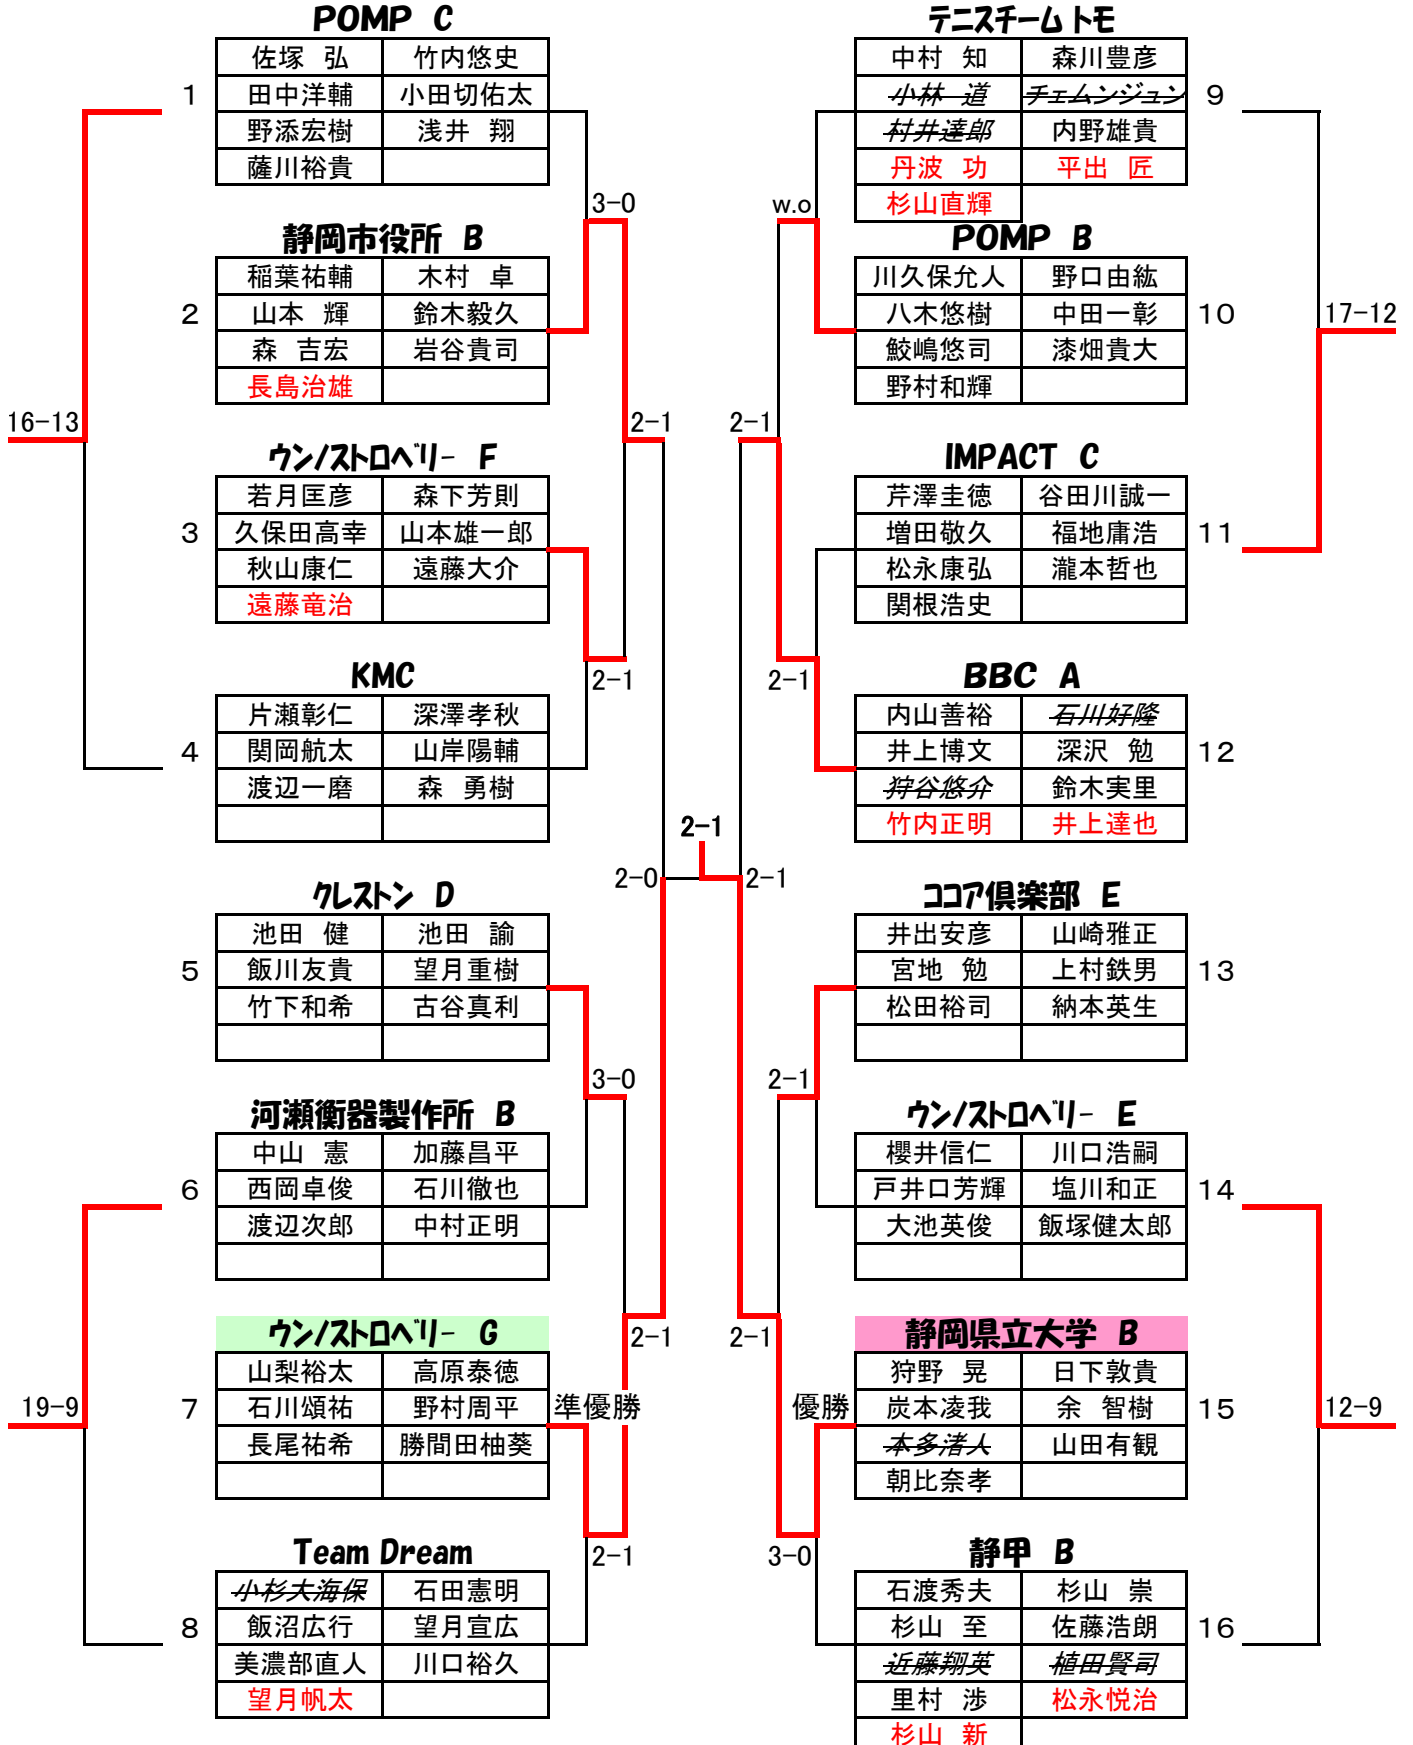 POMP C
佐塚 弘 竹内悠史
1 田中洋輔 小田切佑太
野添宏樹 浅井 翔
薩川裕貴
3-0
静岡市役所 B
稲葉祐輔 木村 卓
2 山本 輝 鈴木毅久
森 吉宏 岩谷貴司
長島治雄
16-13
2-1
ウンノストロベリー F
若月匡彦 森下芳則
3 久保田高幸 山本雄一郎
秋山康仁 遠藤大介
遠藤竜治
KMC
2-1
片瀬彰仁 深澤孝秋
4 関岡航太 山岸陽輔
渡辺一磨 森 勇樹
2-1
2-0
クレストン D
池田 健 池田 諭
5 飯川友貴 望月重樹
竹下和希 古谷真利
3-0
河瀬衡器製作所 B
中山 憲 加藤昌平
6 西岡卓俊 石川徹也
渡辺次郎 中村正明
ウンノストロベリー G
2-1
山梨裕太 高原泰徳
19-9
7 石川頌祐 野村周平 準優勝
長尾祐希 勝間田柚葵
Team Dream
2-1
小杉大海保 石田憲明
8 飯沼広行 望月宣広
美濃部直人 川口裕久
望月帆太
テニスチームトモ
中村 知 森川豊彦
小林 道 チェムンジュン 9
村井達郎 内野雄貴
丹波 功 平出 匠
杉山直輝
w.o
POMP B
川久保允人 野口由紘
八木悠樹 中田一彰 10
鮫嶋悠司 漆畑貴大
野村和輝
17-12
2-1
IMPACT C
芹澤圭徳 谷田川誠一
増田敬久 福地庸浩 11
松永康弘 瀧本哲也
関根浩史
2-1
BBC A
内山善裕 石川好隆
井上博文 深沢 勉 12
狩谷悠介 鈴木実里
竹内正明 井上達也
2-1
ココア倶楽部 E
井出安彦 山崎雅正
宮地 勉 上村鉄男 13
松田裕司 納本英生
2-1
ウンノストロベリー E
櫻井信仁 川口浩嗣
戸井口芳輝 塩川和正 14
大池英俊 飯塚健太郎
2-1
静岡県立大学 B
狩野 晃 日下敦貴
優勝 炭本凌我 余 智樹 15
12-9
本多渚人 山田有観
朝比奈孝
3-0
静甲 B
石渡秀夫 杉山 崇
杉山 至 佐藤浩朗 16
近藤翔英 植田賢司
里村 渉 松永悦治
杉山 新